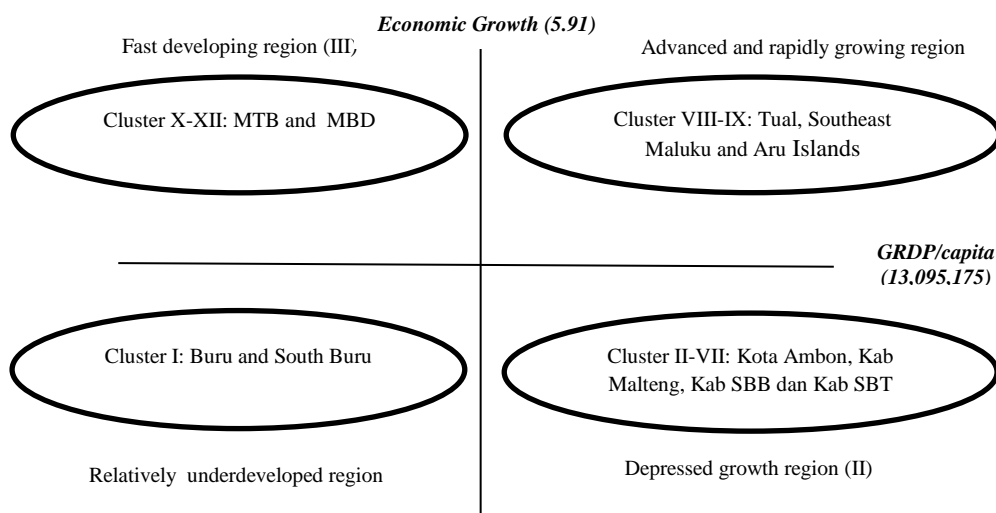 Economic Growth (5.91)
Fast developing region (III)
Advanced and rapidly growing region
Cluster X-XII: MTB and MBD
Cluster VIII-IX: Tual, Southeast
Maluku and Aru Islands
GRDP/capita
(13,095,175)
Cluster I: Buru and South Buru
Cluster II-VII: Kota Ambon, Kab
Malteng, Kab SBB dan Kab SBT
Relatively underdeveloped region
Depressed growth region (II)